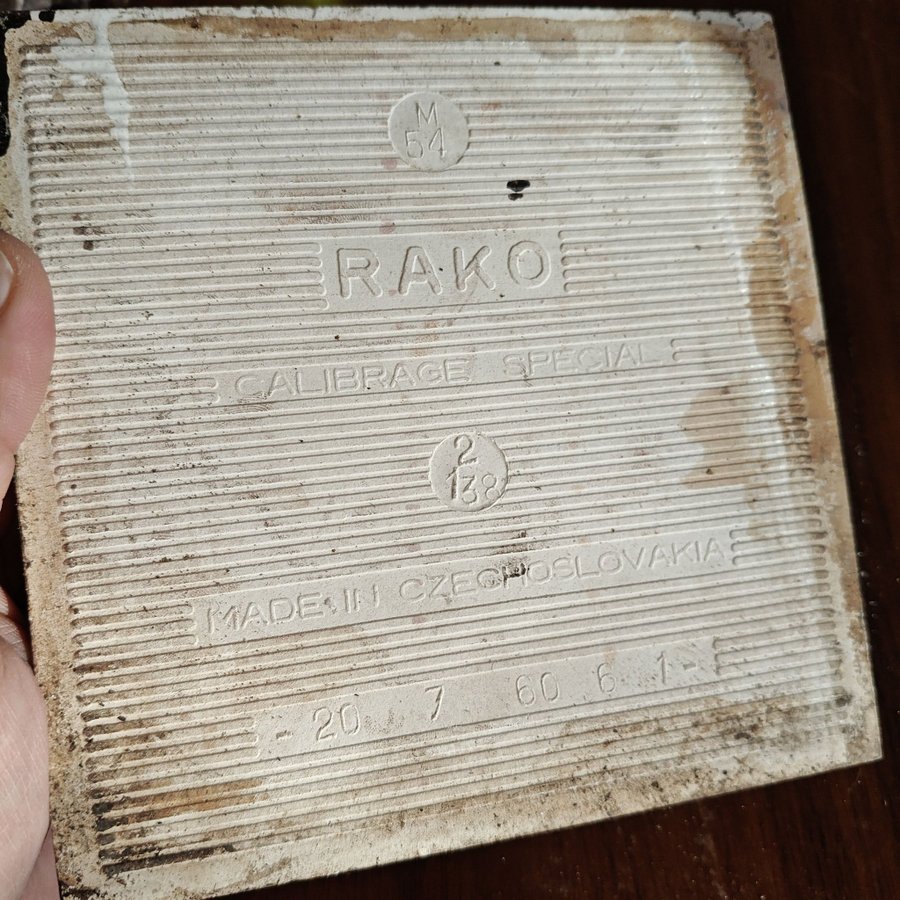 M
54
RAKO
CALIBRAGE SPECIAL
2
138
MADE IN CZECHOSLOVAKIA
- 20 7 60 6 1 -